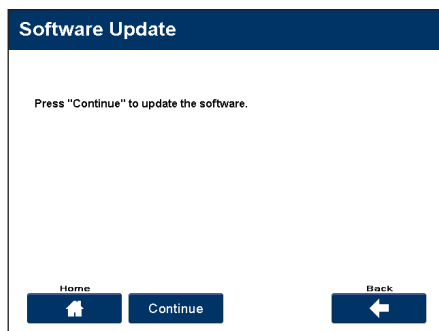 Software Update
Press "Continue" to update the software.
Home
Back
Continue